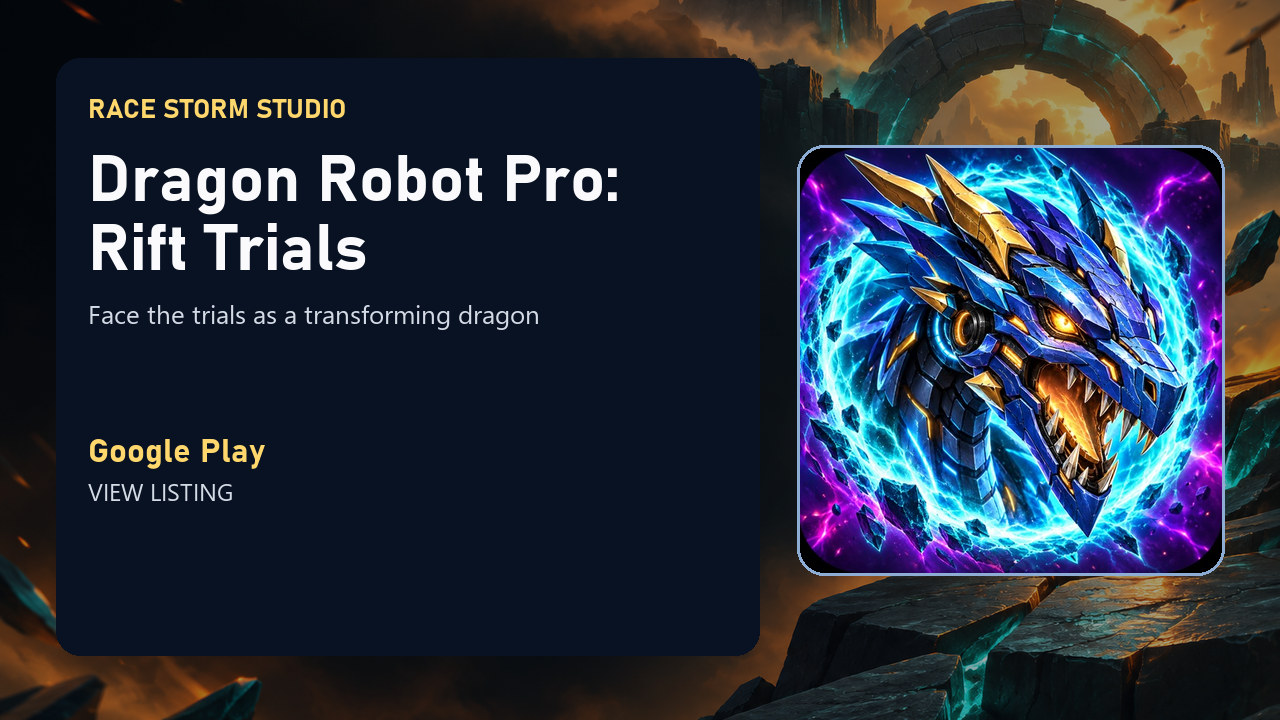 RACE STORM STUDIO
Dragon Robot Pro:
Rift Trials
Face the trials as a transforming dragon
Google Play
VIEW LISTING